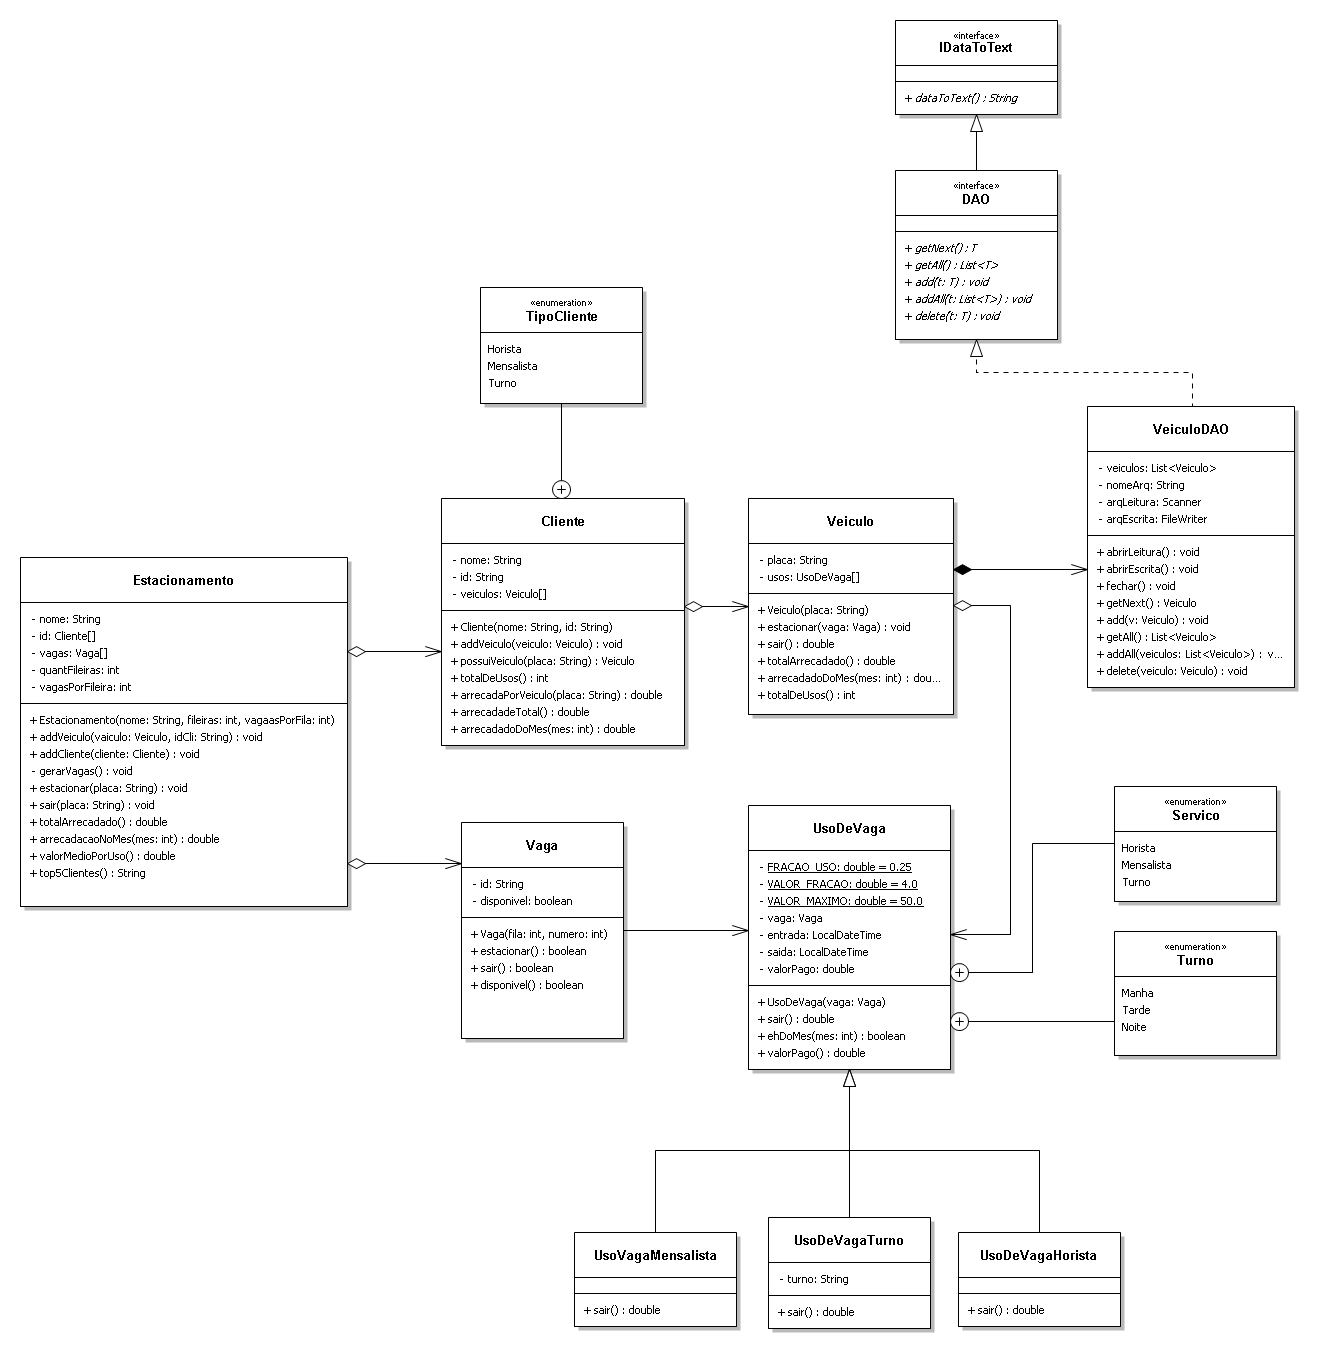 «interface»
IDataToText
+ dataToText() : String
«interface»
DAO
+ getNext() : T
+ getAll() : List<T>
+ add(t: T) : void
+ addAll(t: List<T>) : void
+ delete(t: T) : void
«enumeration»
TipoCliente
Horista
Mensalista
Turno
VeiculoDAO
- veiculos: List<Veiculo>
- nomeArq: String
- arqLeitura: Scanner
- arqEscrita: FileWriter
+ abrirLeitura() : void
+ abrirEscrita() : void
+ fechar() : void
+ getNext() : Veiculo
+ add(v: Veiculo) : void
+ getAll() : List<Veiculo>
+ addAll(veiculos: List<Veiculo>) : v...
+ delete(veiculo: Veiculo) : void
Cliente
- nome: String
- id: String
- veiculos: Veiculo[]
+ Cliente(nome: String, id: String)
+ addVeiculo(veiculo: Veiculo) : void
+ possuiVeiculo(placa: String) : Veiculo
+ totalDeUsos() : int
+ arrecadaPorVeiculo(placa: String) : double
+ arrecadadeTotal() : double
+ arrecadadoDoMes(mes: int) : double
Veiculo
- placa: String
- usos: UsoDeVaga[]
+ Veiculo(placa: String)
+ estacionar(vaga: Vaga) : void
+ sair() : double
+ totalArrecadado() : double
+ arrecadadoDoMes(mes: int) : dou...
+ totalDeUsos() : int
Estacionamento
- nome: String
- id: Cliente[]
- vagas: Vaga[]
- quantFileiras: int
- vagasPorFileira: int
+ Estacionamento(nome: String, fileiras: int, vagaasPorFila: int)
+ addVeiculo(vaiculo: Veiculo, idCli: String) : void
+ addCliente(cliente: Cliente) : void
- gerarVagas() : void
+ estacionar(placa: String) : void
+ sair(placa: String) : void
+ totalArrecadado() : double
+ arrecadacaoNoMes(mes: int) : double
+ valorMedioPorUso() : double
+ top5Clientes() : String
Vaga
- id: String
- disponivel: boolean
+ Vaga(fila: int, numero: int)
+ estacionar() : boolean
+ sair() : boolean
+ disponivel() : boolean
UsoDeVaga
- FRACAO_USO: double = 0.25
- VALOR_FRACAO: double = 4.0
- VALOR_MAXIMO: double = 50.0
- vaga: Vaga
- entrada: LocalDateTime
- saida: LocalDateTime
- valorPago: double
+ UsoDeVaga(vaga: Vaga)
+ sair() : double
+ ehDoMes(mes: int) : boolean
+ valorPago() : double
«enumeration»
Servico
Horista
Mensalista
Turno
«enumeration»
Turno
Manha
Tarde
Noite
UsoVagaMensalista
+ sair() : double
UsoDeVagaTurno
- turno: String
+ sair() : double
UsoDeVagaHorista
+ sair() : double